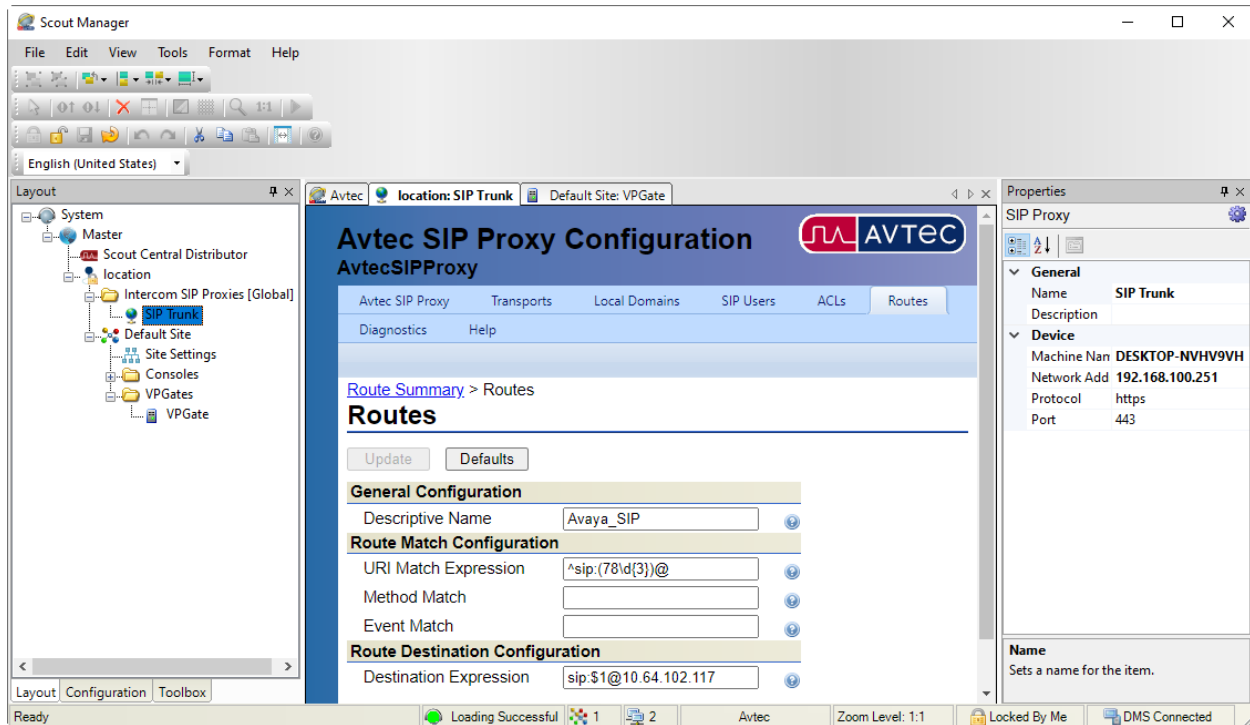 Scout Manager
File Edit View Tools Format Help
1:1
English (United States)
Layout
System
Master
Scout Central Distributor
location
Intercom SIP Proxies [Global]
SIP Trunk
Default Site
Site Settings
Consoles
VPGates
VPGate
Layout Configuration Toolbox
Avtec location: SIP Trunk Default Site: VPGate
Avtec SIP Proxy Configuration
AVTEC
AvtecSIPProxy
Avtec SIP Proxy Transports Local Domains SIP Users ACLs Routes
Diagnostics Help
Route Summary > Routes
Routes
Update Defaults
General Configuration
Descriptive Name Avaya_SIP
Route Match Configuration
URI Match Expression ^sip:(78\d{3})@
Method Match
Event Match
Route Destination Configuration
Destination Expression sip:$1@10.64.102.117
Properties
SIP Proxy
General
Name SIP Trunk
Description
Device
Machine Nan DESKTOP-NVHV9VH
Network Add 192.168.100.251
Protocol https
Port 443
Name
Sets a name for the item.
Ready Loading Successful 1 2 Avtec Zoom Level: 1:1 Locked By Me DMS Connected